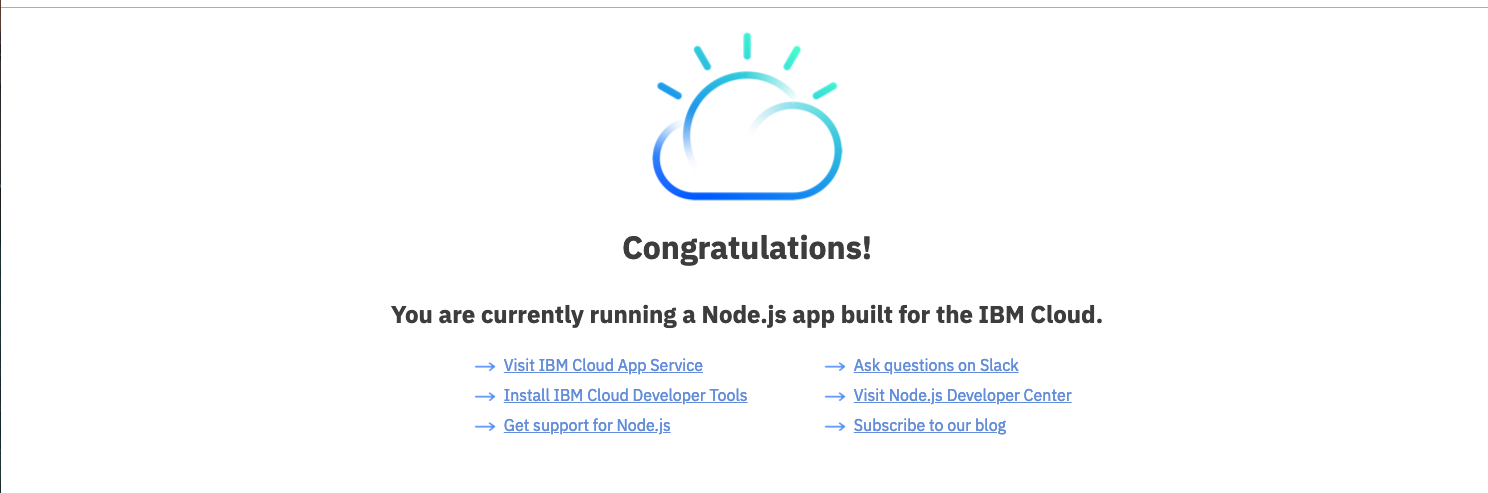 Congratulations!
You are currently running a Node.js app built for the IBM Cloud.
→ Visit IBM Cloud App Service
→ Install IBM Cloud Developer Tools
→ Get support for Node.js
→ Ask questions on Slack
→ Visit Node.js Developer Center
→ Subscribe to our blog